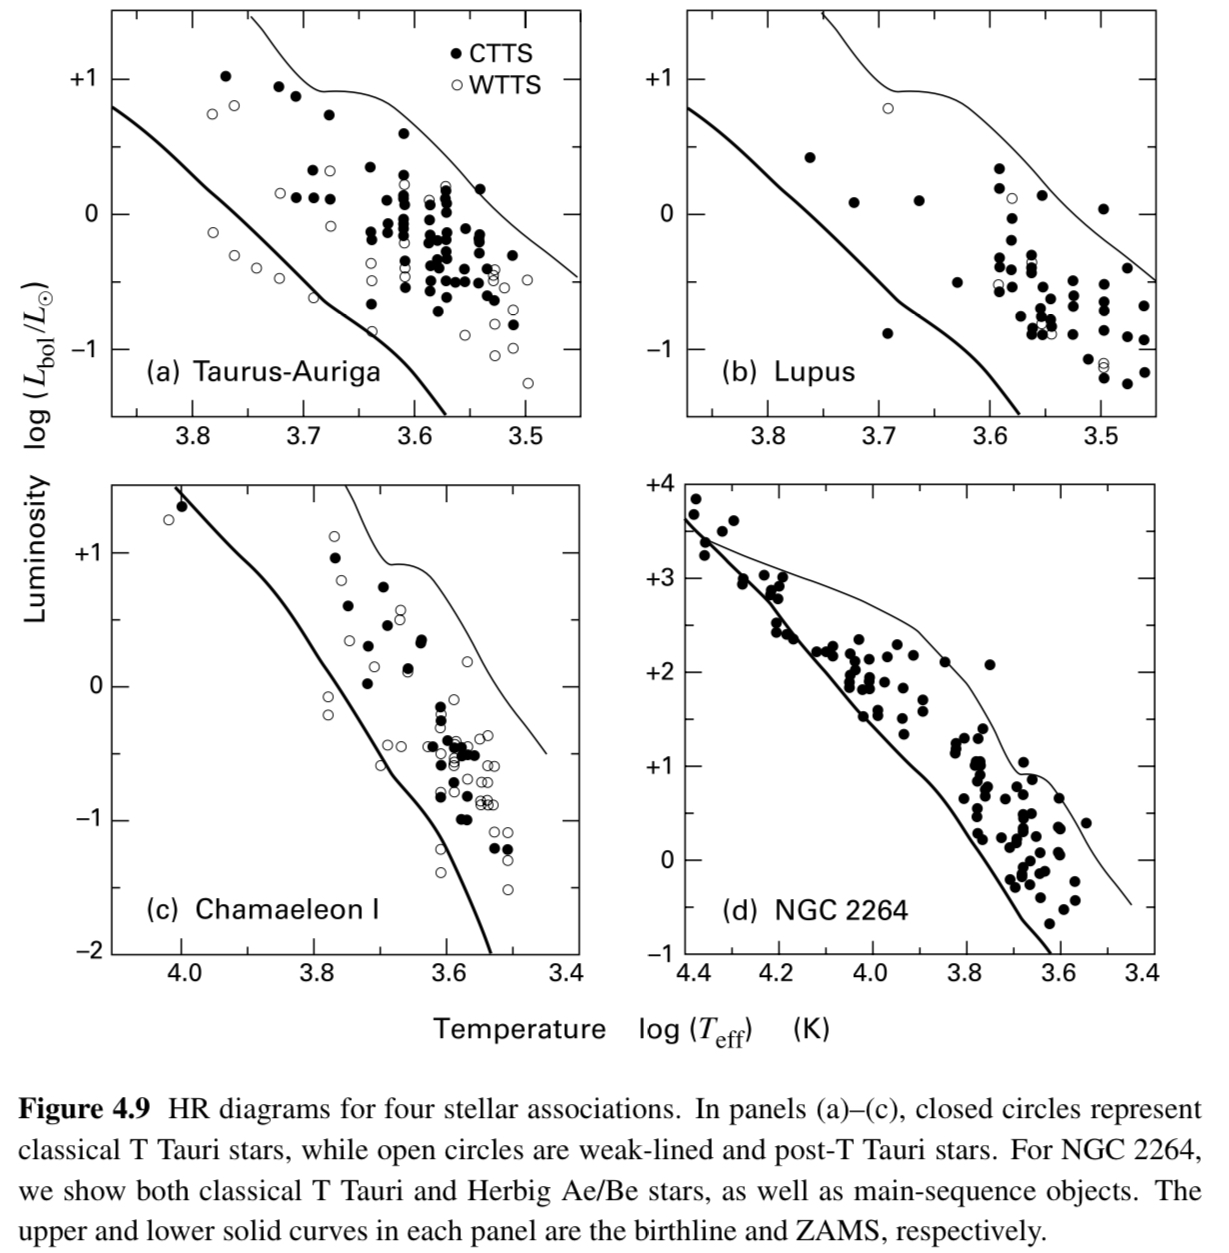 CTTS
WTTS
+1
0
−1
(a) Taurus-Auriga
3.8 3.7 3.6 3.5
+1
0
−1
(b) Lupus
3.8 3.7 3.6 3.5
Luminosity log (Lbol/L☉)
+1
0
−1
−2
(c) Chamaeleon I
4.0 3.8 3.6 3.4
+4
+3
+2
+1
0
−1
(d) NGC 2264
4.4 4.2 4.0 3.8 3.6 3.4
Temperature log (Teff) (K)
Figure 4.9 HR diagrams for four stellar associations. In panels (a)–(c), closed circles represent
classical T Tauri stars, while open circles are weak-lined and post-T Tauri stars. For NGC 2264,
we show both classical T Tauri and Herbig Ae/Be stars, as well as main-sequence objects. The
upper and lower solid curves in each panel are the birthline and ZAMS, respectively.